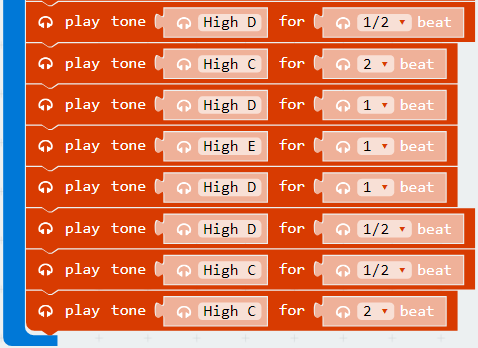 play tone High D for 1/2 beat
play tone High C for 2 beat
play tone High D for 1 beat
play tone High E for 1 beat
play tone High D for 1 beat
play tone High D for 1/2 beat
play tone High C for 1/2 beat
play tone High C for 2 beat